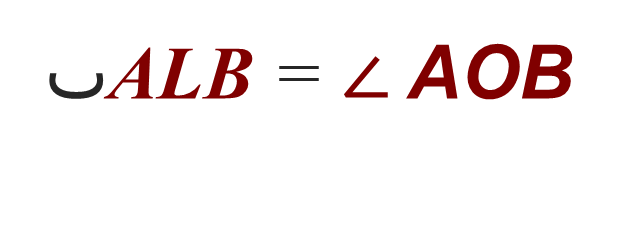 ◡ALB = ∠ AOB